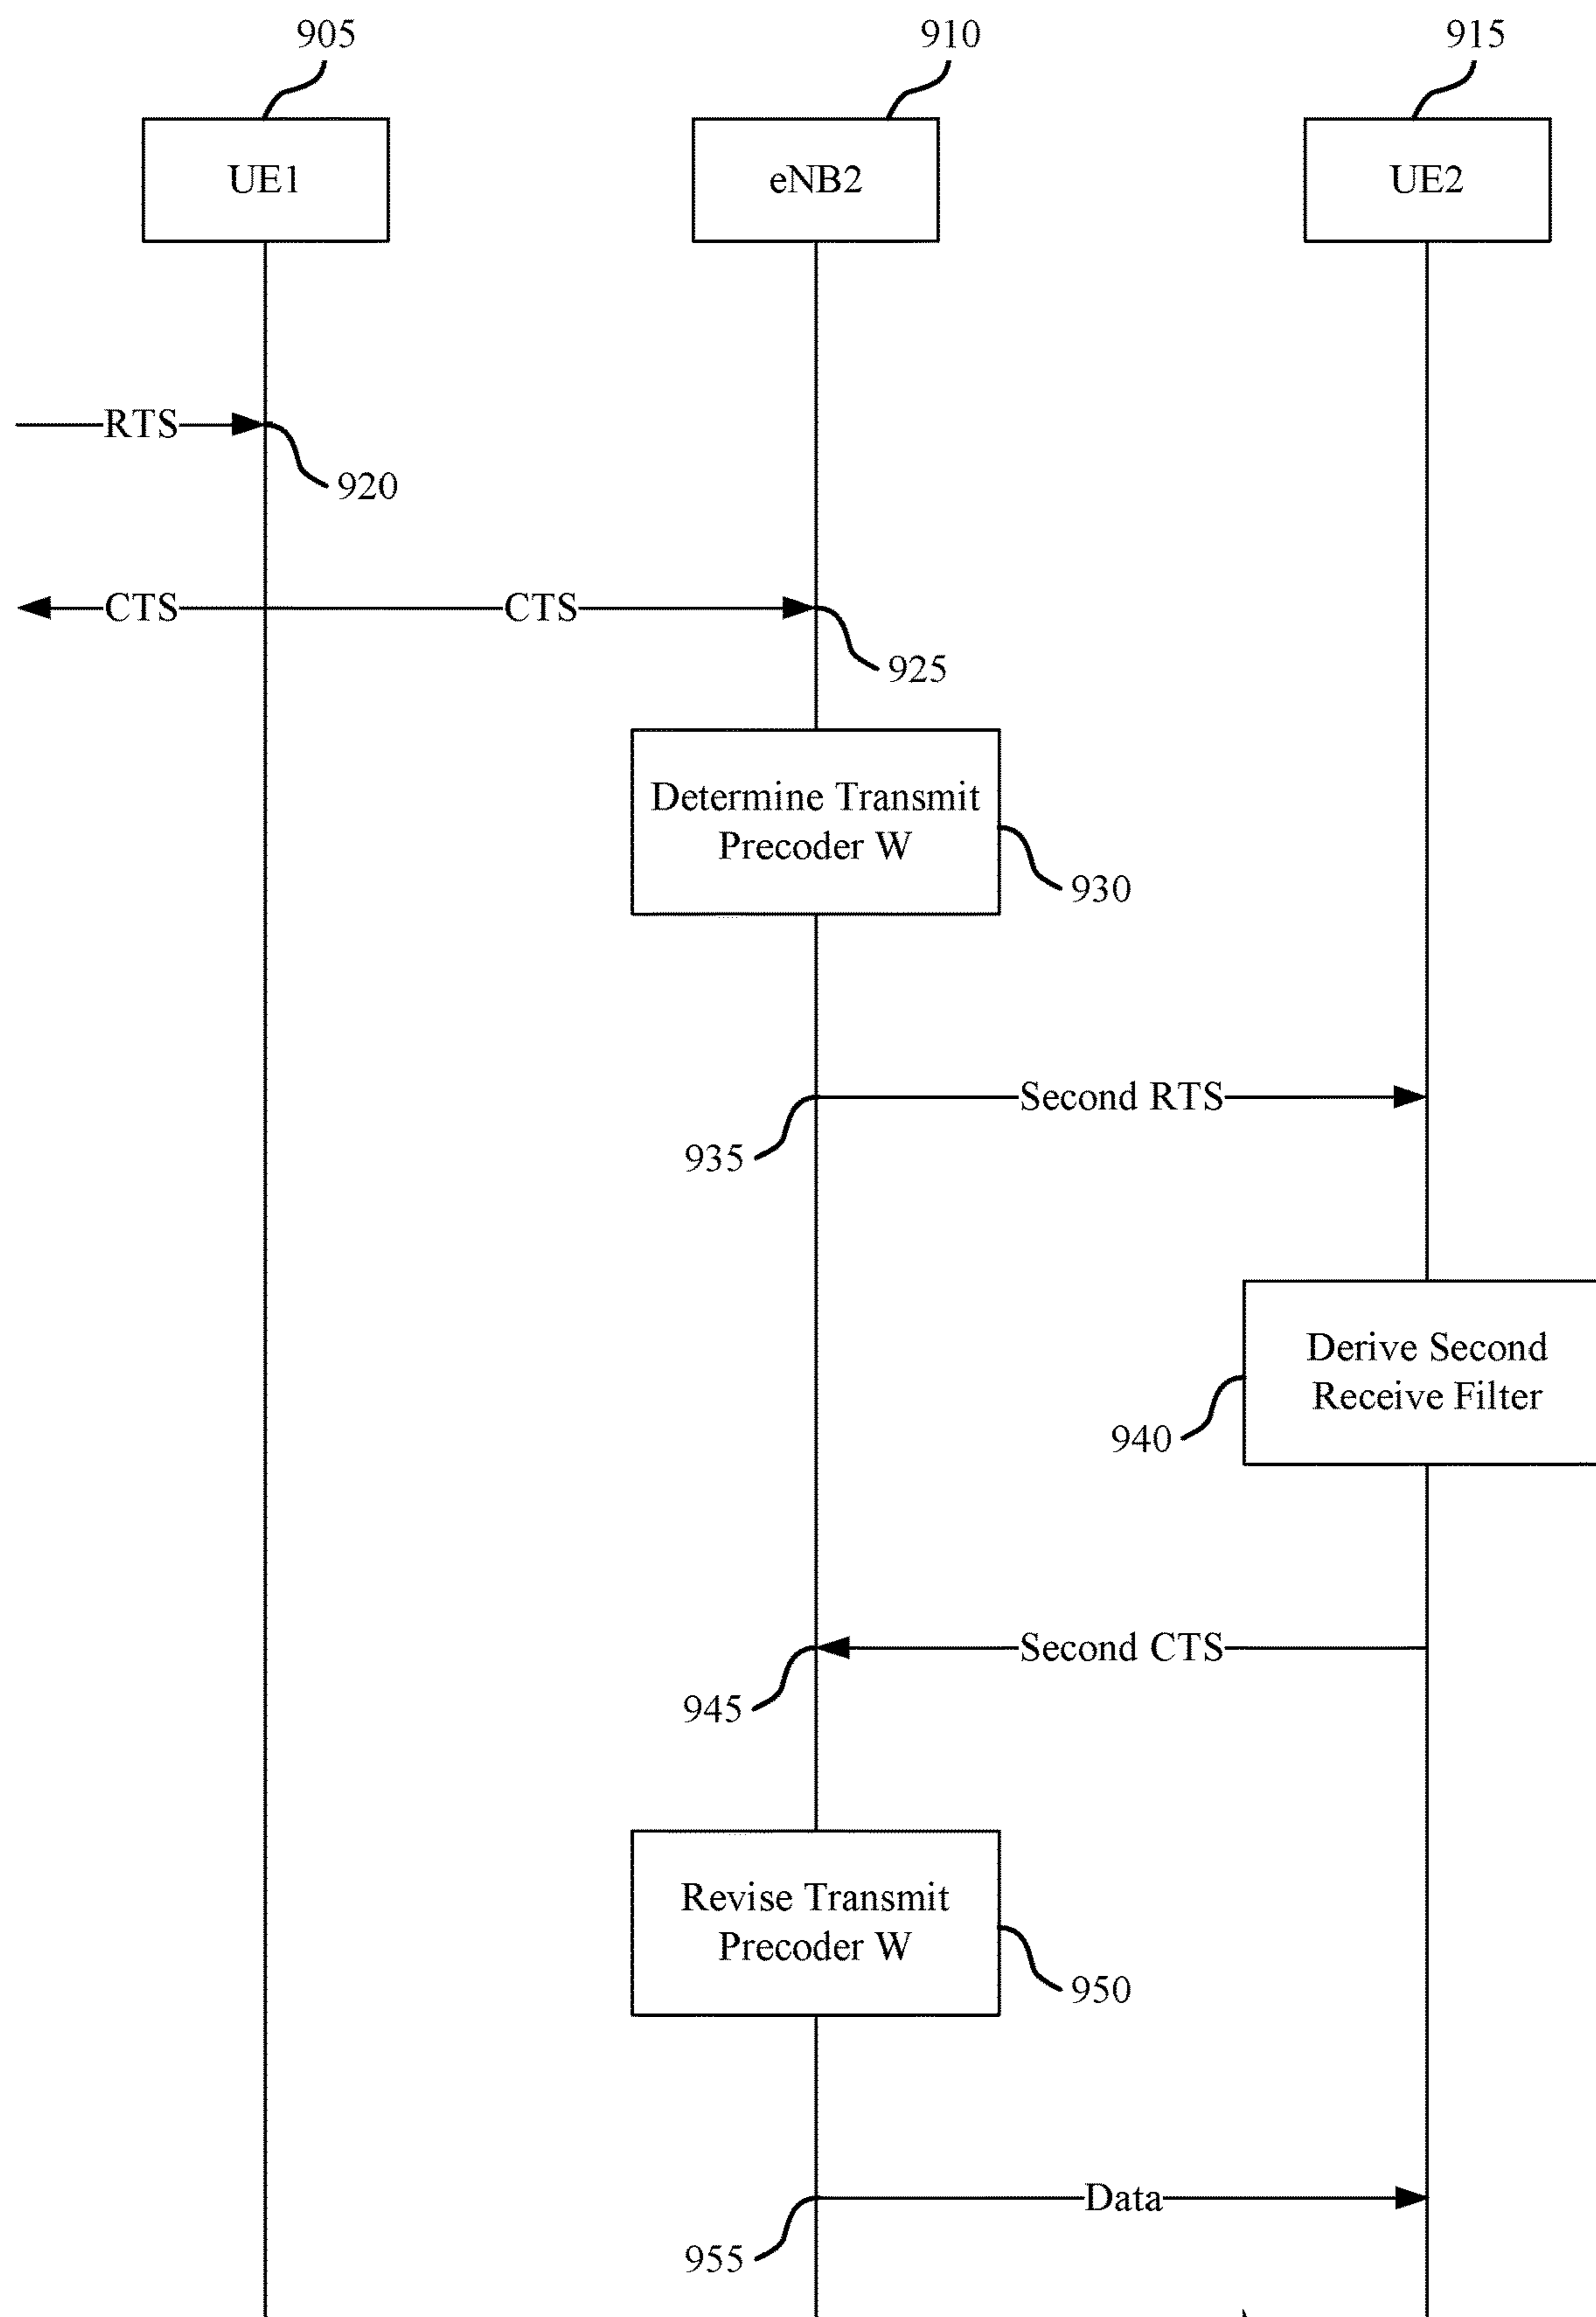 905
910
915
UE1
eNB2
UE2
RTS
920
CTS
CTS
925
Determine Transmit
Precoder W
930
Second RTS
935
Derive Second
Receive Filter
940
Second CTS
945
Revise Transmit
Precoder W
950
Data
955